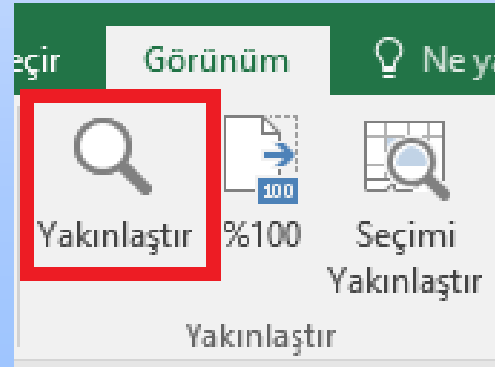 eçir Görünüm Ne ya
100
Yakınlaştır %100 Seçimi
Yakınlaştır
Yakınlaştır